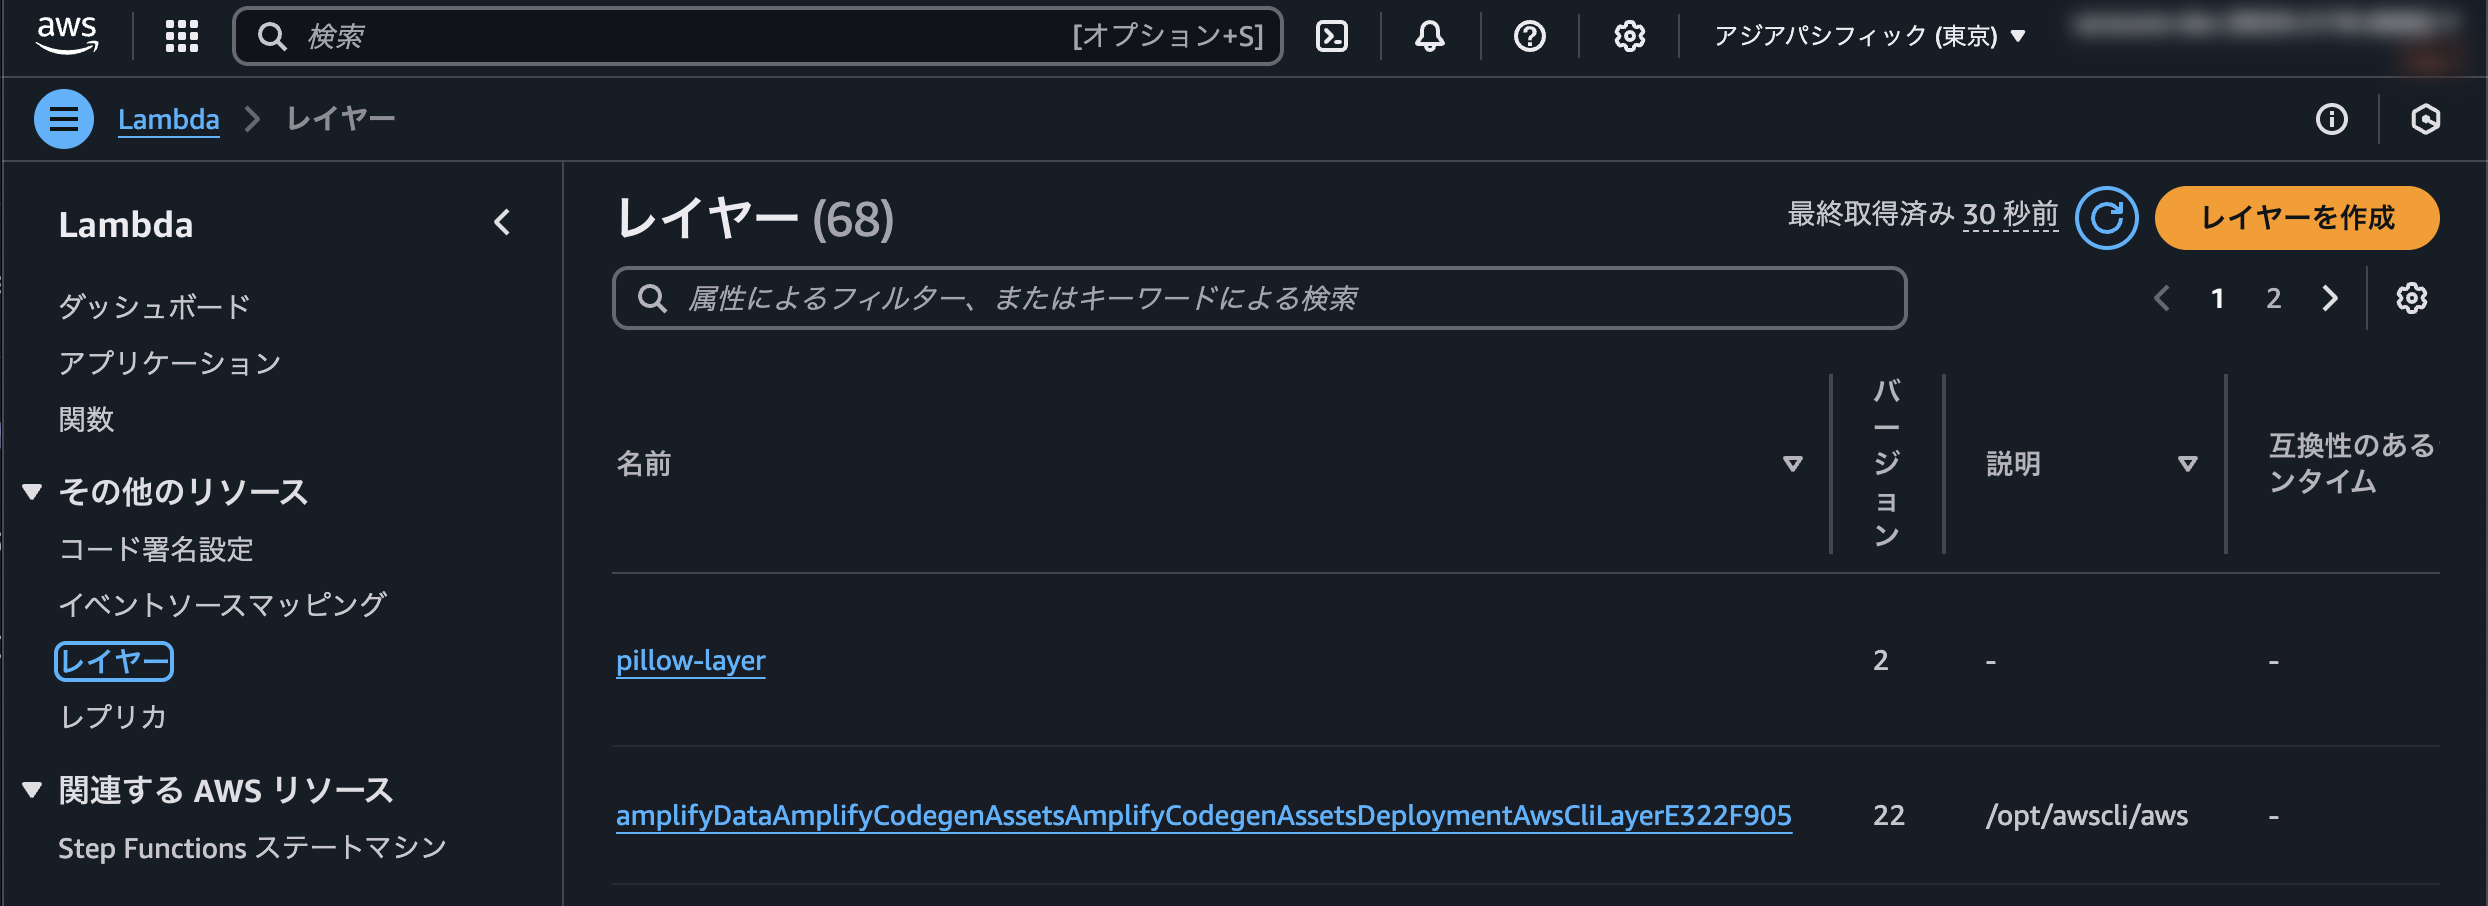 aws
検索
[オプション+S]
アジアパシフィック (東京)
Lambda
レイヤー
Lambda
ダッシュボード
アプリケーション
関数
その他のリソース
コード署名設定
イベントソースマッピング
レイヤー
レプリカ
関連する AWS リソース
Step Functions ステートマシン
レイヤー (68)
最終取得済み 30 秒前
レイヤーを作成
属性によるフィルター、またはキーワードによる検索
1 2
名前
バージョン
説明
互換性のある
ンタイム
pillow-layer 2 - -
amplifyDataAmplifyCodegenAssetsAmplifyCodegenAssetsDeploymentAwsCliLayerE322F905 22 /opt/awscli/aws -